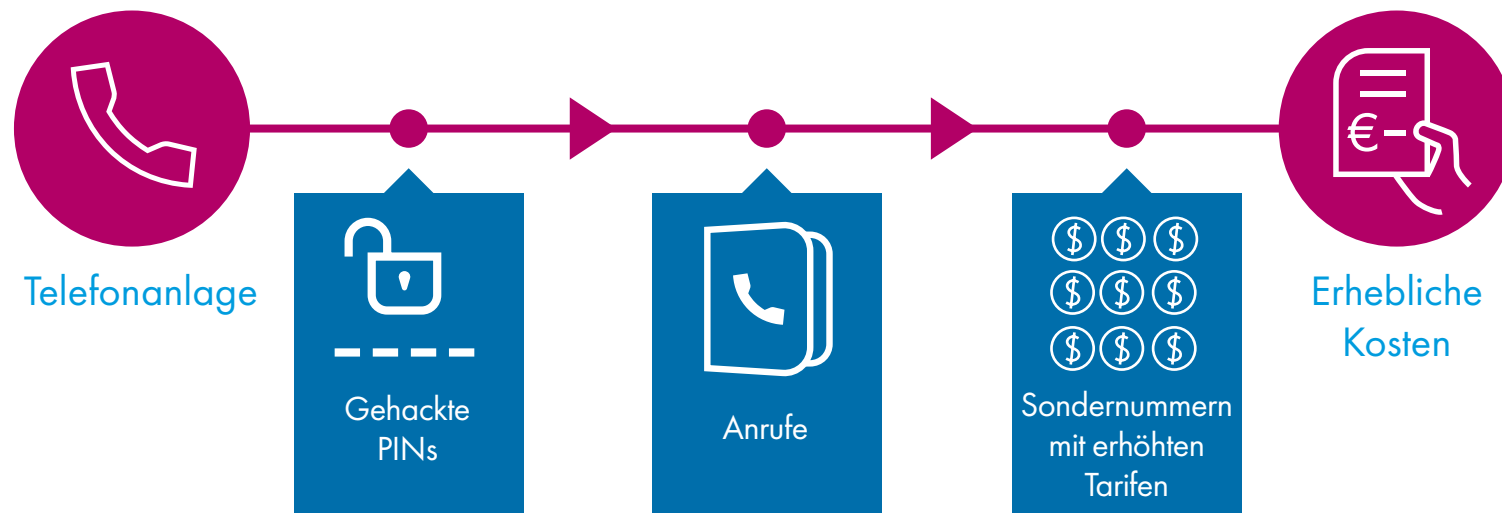 Telefonanlage
Gehackte
PINs
Anrufe
$ $ $
$ $ $
$ $ $
Sondernummern
mit erhöhten
Tarifen
€-
Erhebliche
Kosten